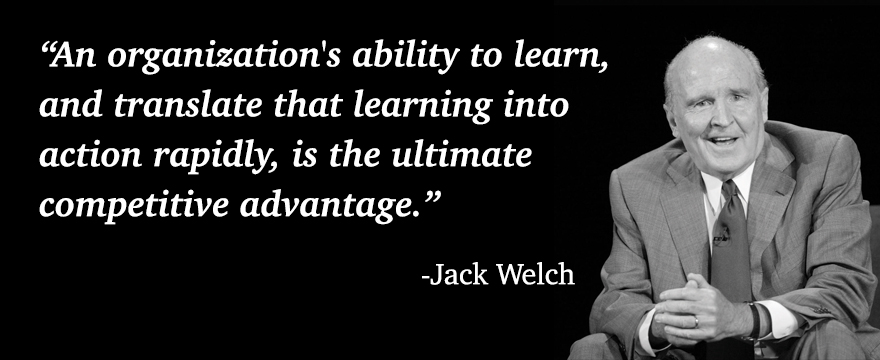 “An organization's ability to learn,
and translate that learning into
action rapidly, is the ultimate
competitive advantage.”
-Jack Welch